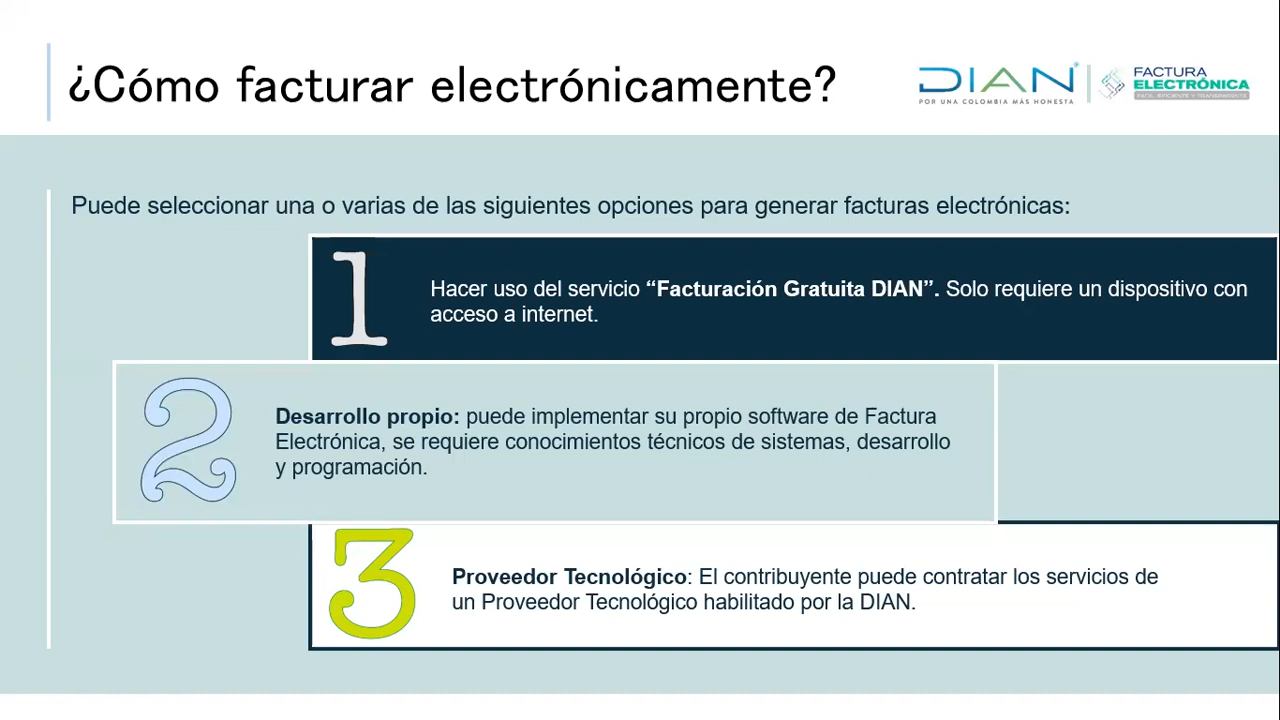 ¿Cómo facturar electrónicamente?
DIAN
POR UNA COLOMBIA MÁS HONESTA
FACTURA
ELECTRÓNICA
FÁCIL, EFICIENTE Y TRANSPARENTE
Puede seleccionar una o varias de las siguientes opciones para generar facturas electrónicas:
1
Hacer uso del servicio “Facturación Gratuita DIAN”. Solo requiere un dispositivo con
acceso a internet.
2
Desarrollo propio: puede implementar su propio software de Factura
Electrónica, se requiere conocimientos técnicos de sistemas, desarrollo
y programación.
3
Proveedor Tecnológico: El contribuyente puede contratar los servicios de
un Proveedor Tecnológico habilitado por la DIAN.